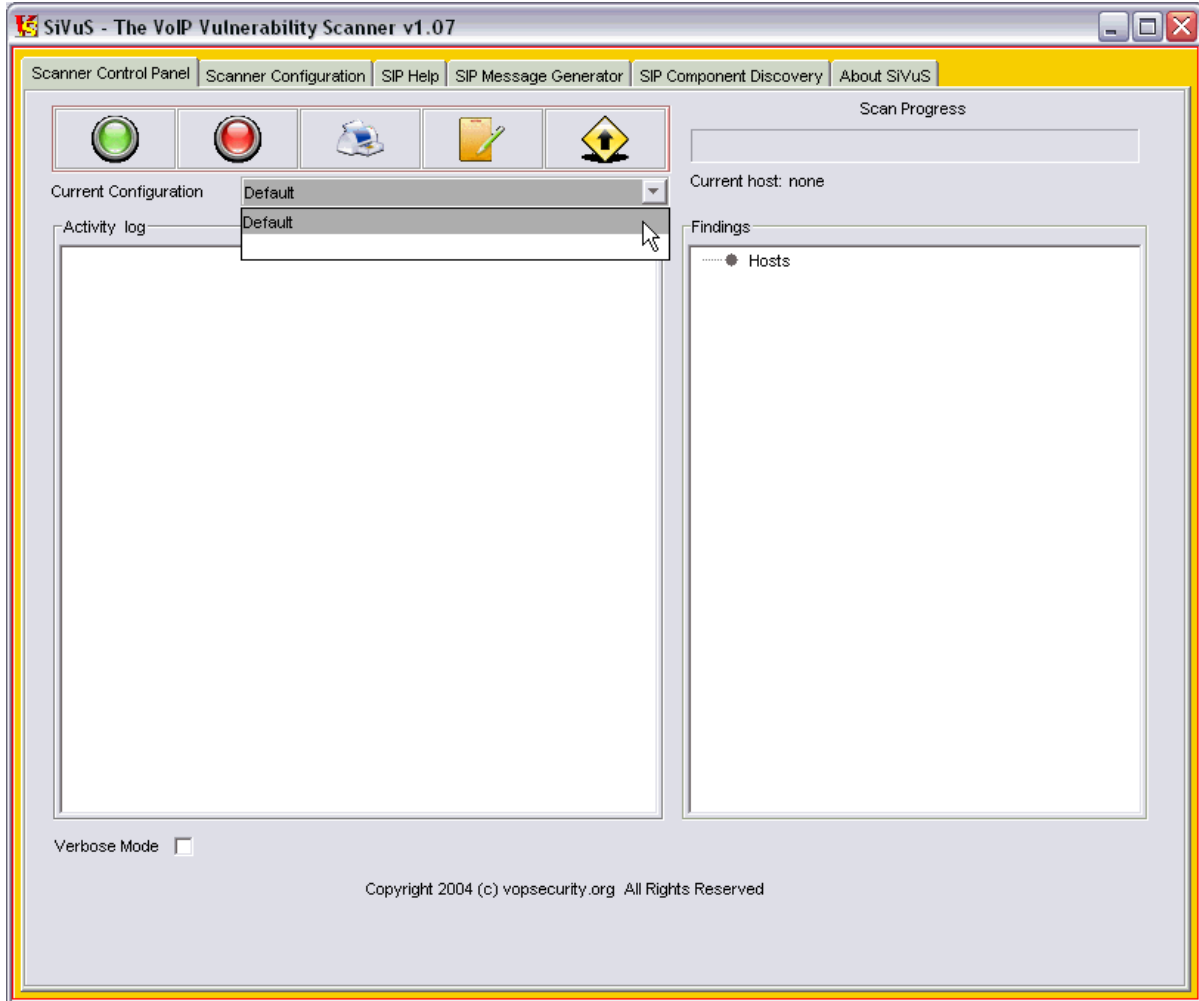 SiVuS - The VoIP Vulnerability Scanner v1.07
Scanner Control Panel
Scanner Configuration
SIP Help
SIP Message Generator
SIP Component Discovery
About SiVuS
Scan Progress
Current Configuration
Default
Current host: none
Default
Activity log
Findings
Hosts
Verbose Mode
Copyright 2004 (c) vopsecurity.org All Rights Reserved